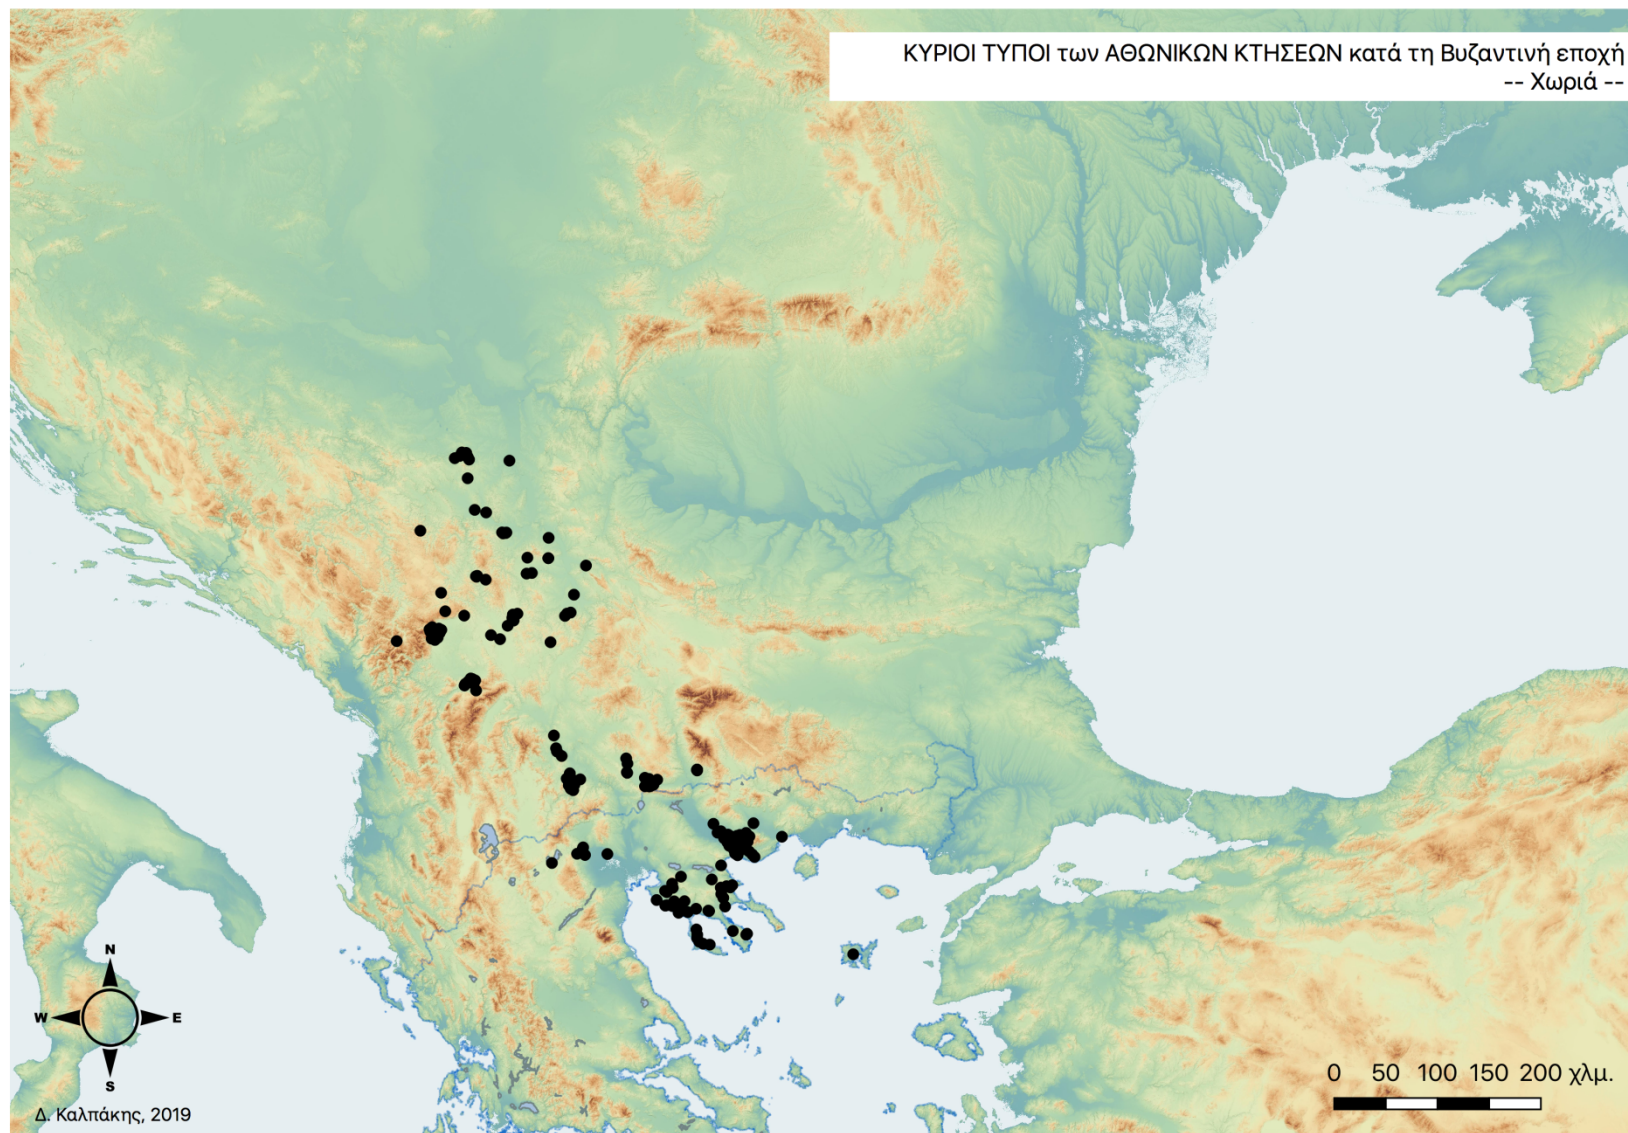 ΚΥΡΙΟΙ ΤΥΠΟΙ των ΑΘΩΝΙΚΩΝ ΚΤΗΣΕΩΝ κατά τη Βυζαντινή εποχή
-- Χωριά --
N
W E
S
0 50 100 150 200 χλμ.
Δ. Καλπάκης, 2019